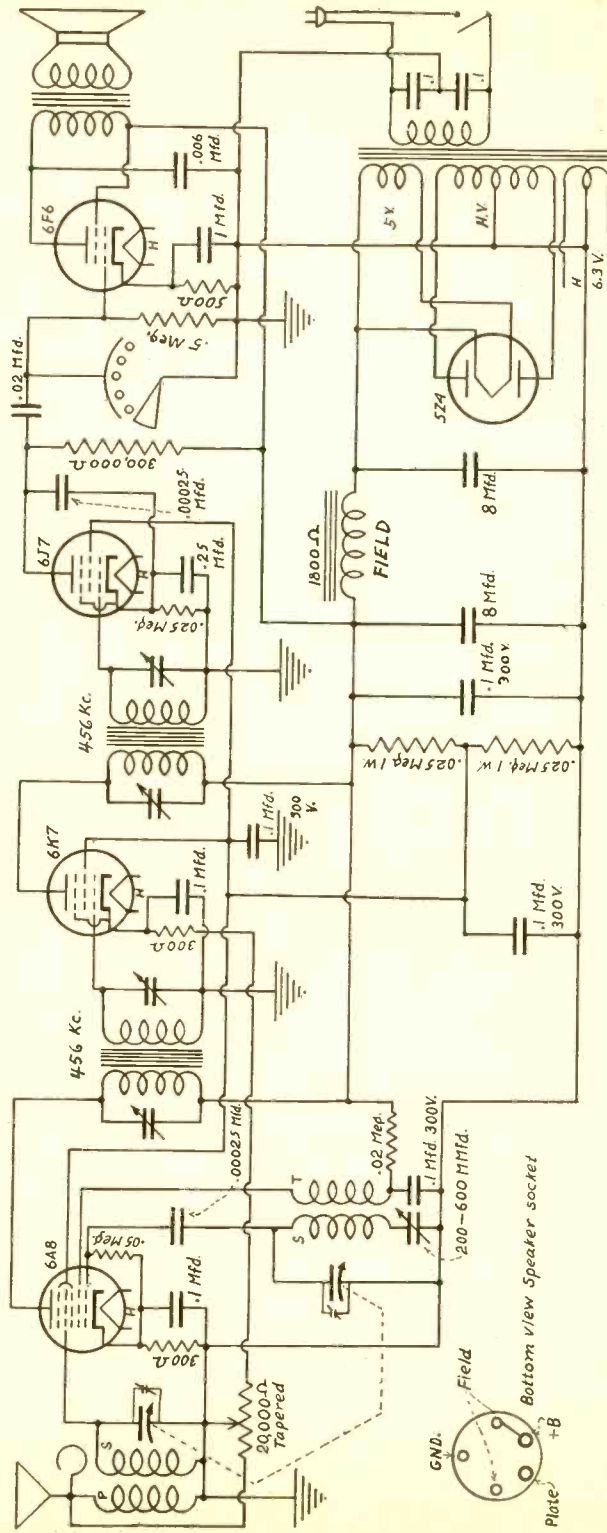 6A8
.05 Meg.
.1 Mfd.
300Ω
H
P
S
20,000Ω
Tapered
456 Kc.
.00025 Mfd.
6K7
H
300Ω
.1 Mfd.
.1 Mfd.
300
V.
456 Kc.
6J7
H
.025 Meg.
.25
Mfd.
.00025
Mfd.
300,000Ω
.02 Mfd.
.5 Meg.
6F6
H
500Ω
1 Mfd.
.006
Mfd.
.1
.1
5V.
H.V.
H
6.3 V.
5Z4
1800Ω
FIELD
8 Mfd.
8 Mfd.
.1 Mfd.
300V.
.025 Meg. 1 W.
.025 Meg. 1 W.
.1 Mfd.
300V.
T
S
.02 Meg.
.1 Mfd. 300V.
200-600 MMfd.
GND.
Field
Plate
+B
Bottom view Speaker socket